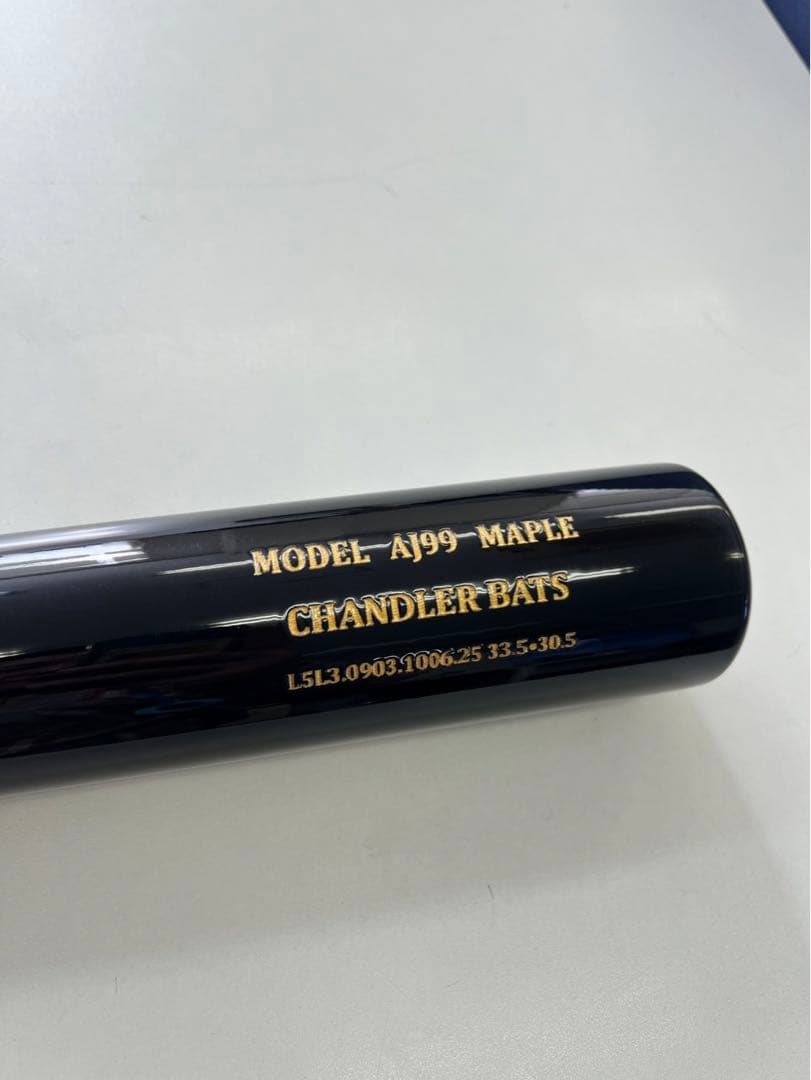 MODEL AJ99 MAPLE
CHANDLER BATS
L5L3.0903.1006.25 33.5•30.5